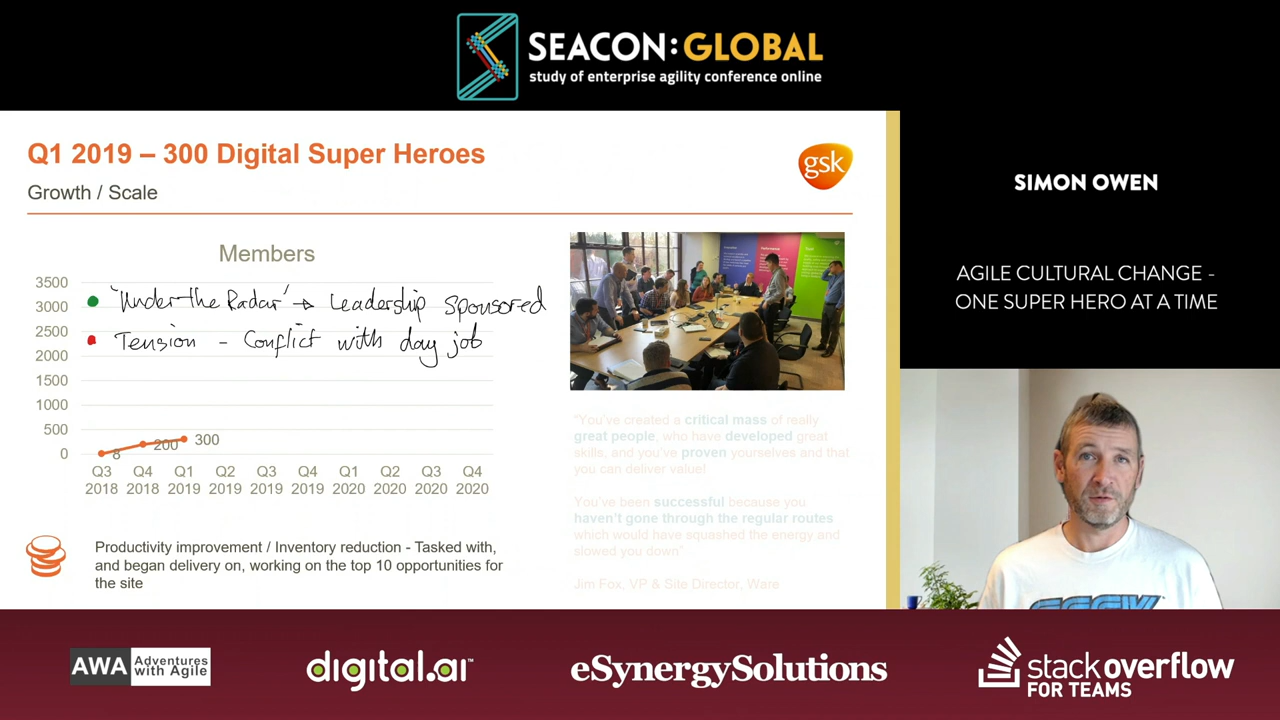 SEACON:GLOBAL
study of enterprise agility conference online
Q1 2019 – 300 Digital Super Heroes
gsk
Growth / Scale
Members
3500
3000
2500
2000
1500
1000
500
0
'Under the Radar' → Leadership Sponsored
Tension - Conflict with day job
8
200
300
Q3 Q4 Q1 Q2 Q3 Q4 Q1 Q2 Q3 Q4
2018 2018 2019 2019 2019 2019 2020 2020 2020 2020
Productivity improvement / Inventory reduction - Tasked with,
and began delivery on, working on the top 10 opportunities for
the site
"You've created a critical mass of really
great people, who have developed great
skills, and you've proven yourselves and that
you can deliver value!
You've been successful because you
haven't gone through the regular routes
which would have squashed the energy and
slowed you down"
Jim Fox, VP & Site Director, Ware
SIMON OWEN
AGILE CULTURAL CHANGE -
ONE SUPER HERO AT A TIME
AWA Adventures
with Agile
digital.ai™
eSynergySolutions
stackoverflow
FOR TEAMS